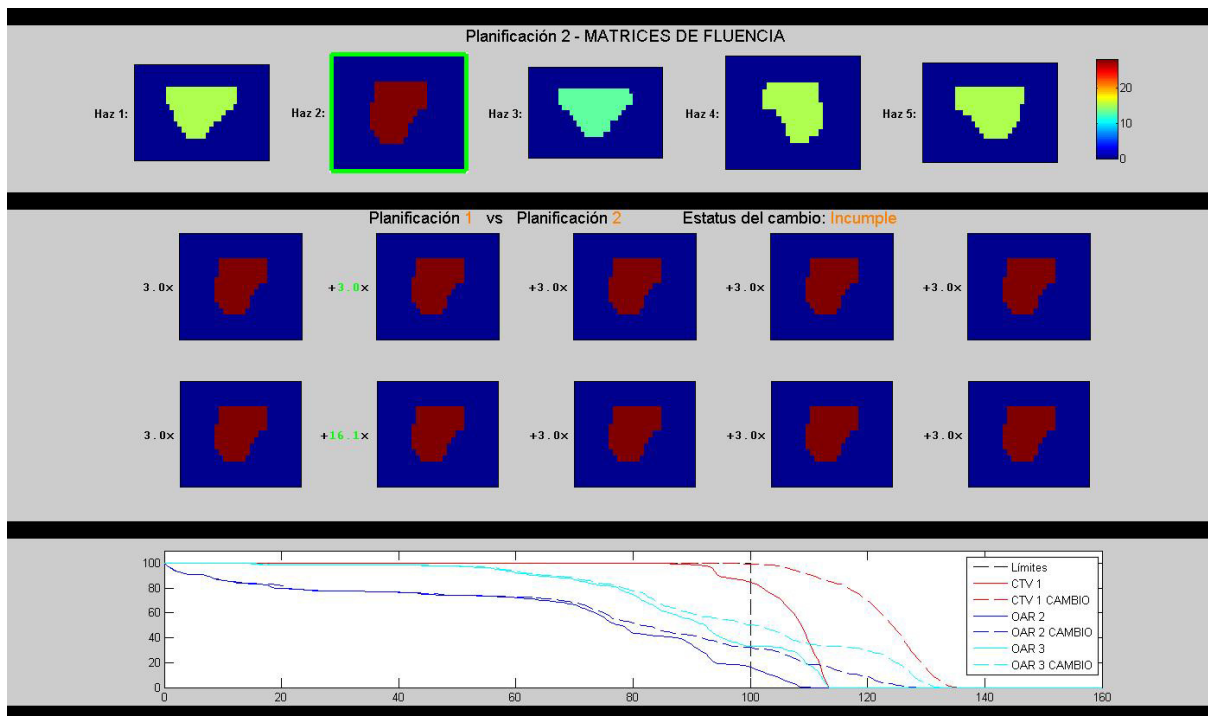 Planificación 2 - MATRICES DE FLUENCIA
Haz 1:
Haz 2:
Haz 3:
Haz 4:
Haz 5:
20
10
0
Planificación 1 vs Planificación 2 Estatus del cambio: Incumple
3.0x +3.0x +3.0x +3.0x +3.0x
3.0x +16.1x +3.0x +3.0x +3.0x
100
80
60
40
20
0
0 20 40 60 80 100 120 140 160
Límites
CTV 1
CTV 1 CAMBIO
OAR 2
OAR 2 CAMBIO
OAR 3
OAR 3 CAMBIO